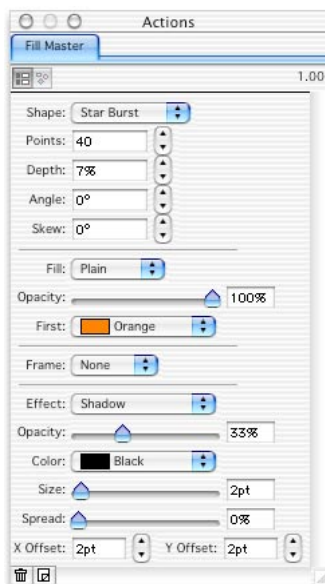 Actions
Fill Master
1.00
Shape: Star Burst
Points: 40
Depth: 7%
Angle: 0°
Skew: 0°
Fill: Plain
Opacity: 100%
First: Orange
Frame: None
Effect: Shadow
Opacity: 33%
Color: Black
Size: 2pt
Spread: 0%
X Offset: 2pt Y Offset: 2pt